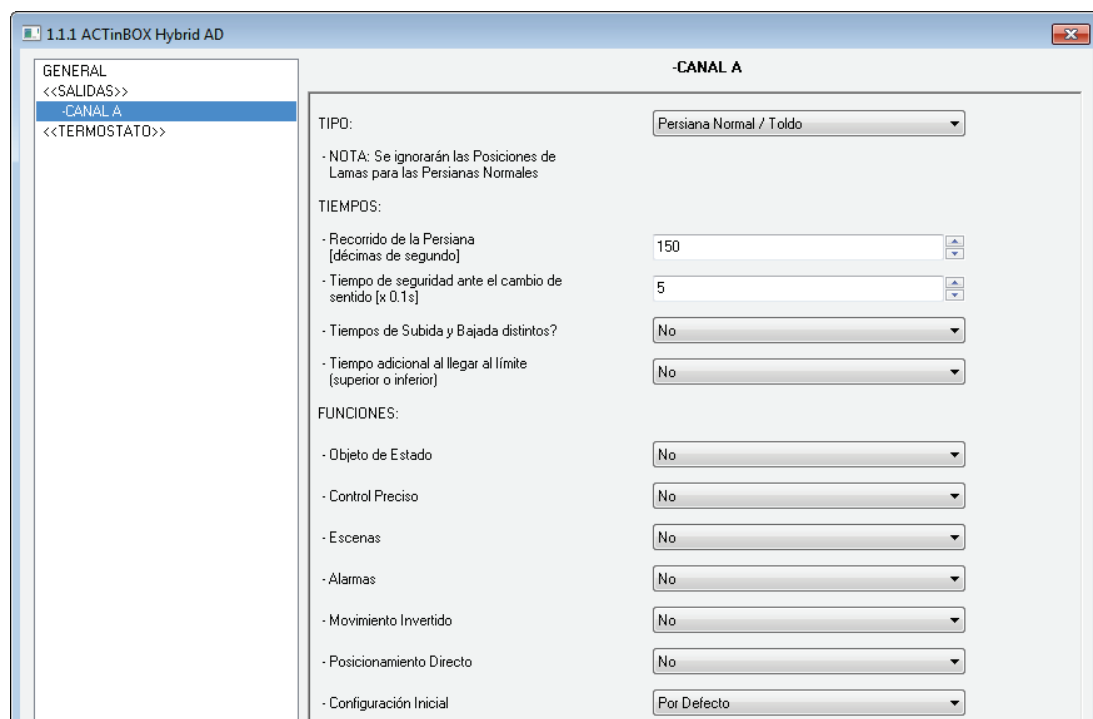 1.1.1 ACTinBOX Hybrid AD
GENERAL
<<SALIDAS>>
-CANAL A
<<TERMOSTATO>>
-CANAL A
TIPO:
Persiana Normal / Toldo
- NOTA: Se ignorarán las Posiciones de
Lamas para las Persianas Normales
TIEMPOS:
- Recorrido de la Persiana
[décimas de segundo]
150
- Tiempo de seguridad ante el cambio de
sentido [x 0.1s]
5
- Tiempos de Subida y Bajada distintos?
No
- Tiempo adicional al llegar al límite
(superior o inferior)
No
FUNCIONES:
- Objeto de Estado
No
- Control Preciso
No
- Escenas
No
- Alarmas
No
- Movimiento Invertido
No
- Posicionamiento Directo
No
- Configuración Inicial
Por Defecto